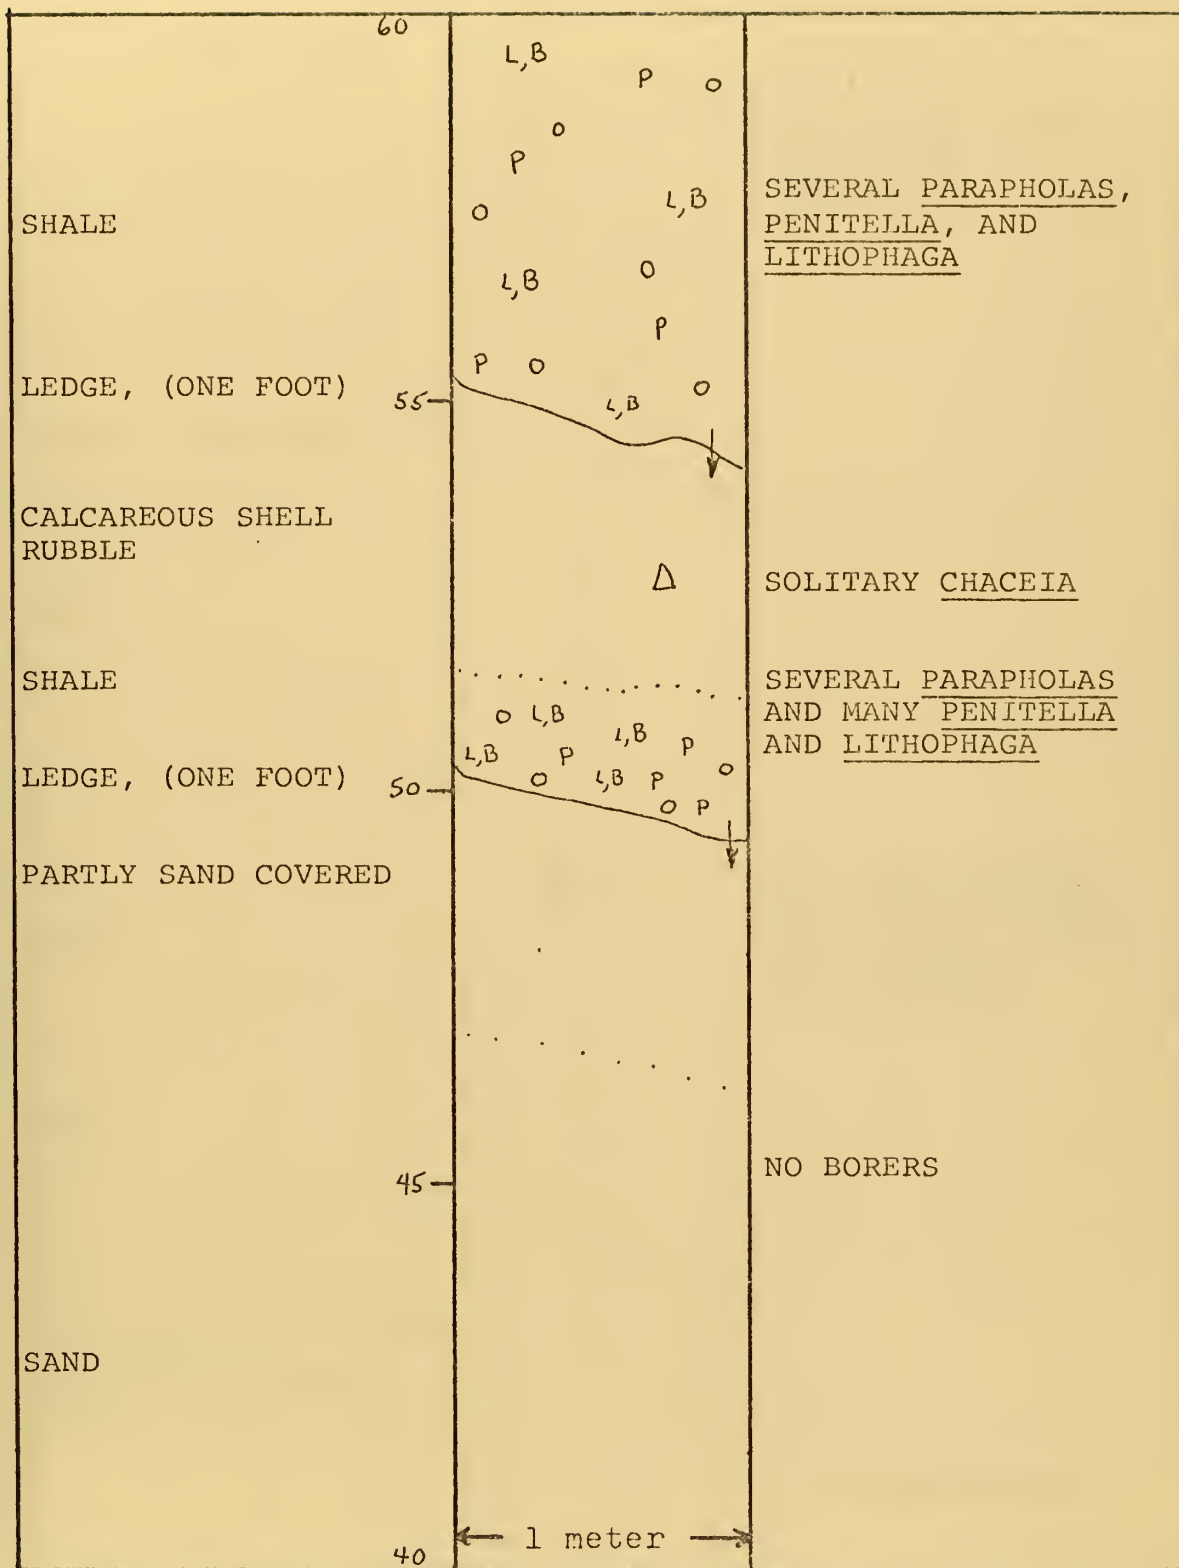 60
L,B
P O
O
P
SHALE
O
L,B
SEVERAL PARAPHOLAS,
PENITELLA, AND
LITHOPHAGA
L,B
O
P
P O
LEDGE, (ONE FOOT)
55
L,B
O
CALCAREOUS SHELL
RUBBLE
Δ
SOLITARY CHACEIA
SHALE
SEVERAL PARAPHOLAS
AND MANY PENITELLA
AND LITHOPHAGA
O L,B
L,B P
L,B P O
LEDGE, (ONE FOOT)
50
O L,B P
O P
PARTLY SAND COVERED
45
NO BORERS
SAND
1 meter
40